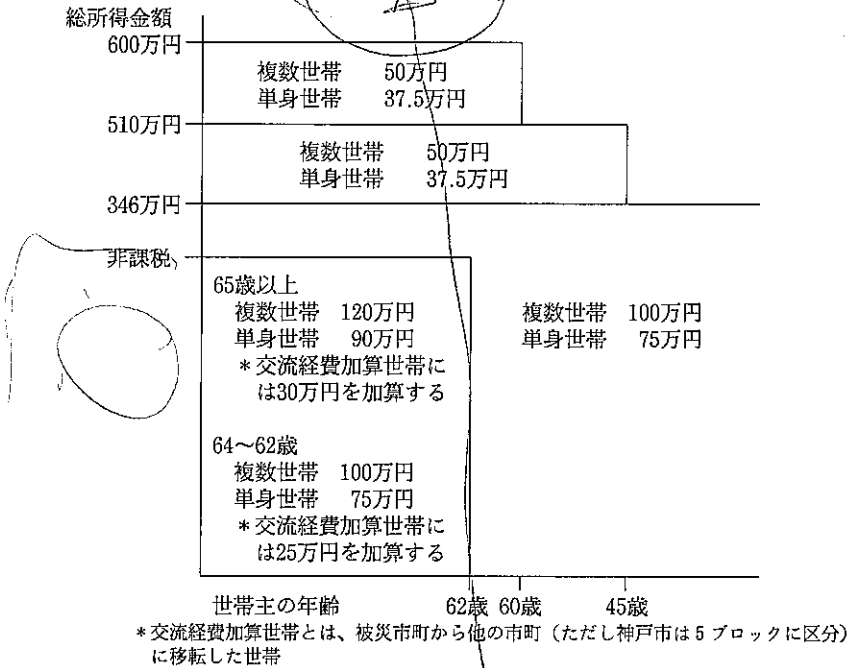 総所得金額
600万円
複数世帯 50万円
単身世帯 37.5万円
510万円
複数世帯 50万円
単身世帯 37.5万円
346万円
非課税
65歳以上
複数世帯 120万円
単身世帯 90万円
*交流経費加算世帯に
は30万円を加算する
64〜62歳
複数世帯 100万円
単身世帯 75万円
*交流経費加算世帯に
は25万円を加算する
複数世帯 100万円
単身世帯 75万円
世帯主の年齢 62歳 60歳 45歳
*交流経費加算世帯とは、被災市町から他の市町（ただし神戸市は5ブロックに区分）
に移転した世帯